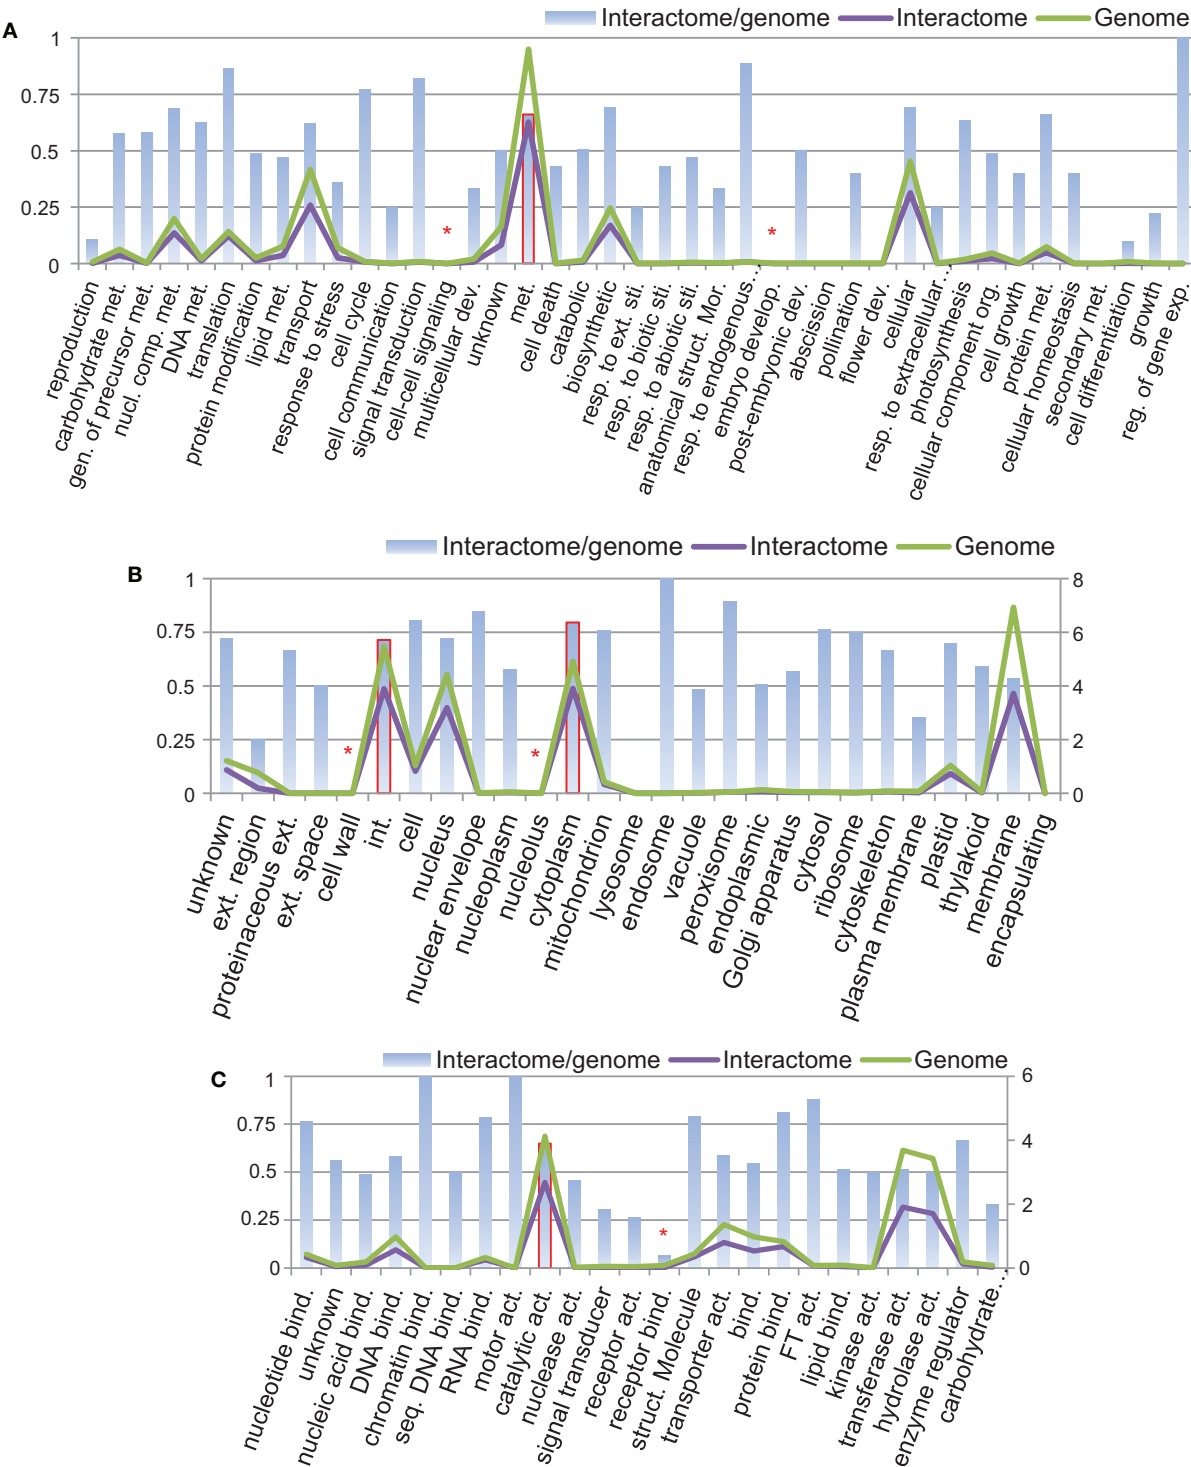 Interactome/genome Interactome Genome
A
1
0.75
0.5
0.25
0
*
*
reproduction
carbohydrate met.
gen. of precursor met.
nucl. comp. met.
DNA met.
translation
protein modification
lipid met.
transport
response to stress
cell cycle
cell communication
signal transduction
cell-cell signaling
multicellular dev.
unknown
met.
cell death
catabolic
biosynthetic
resp. to ext. sti.
resp. to biotic sti.
resp. to abiotic sti.
anatomical struct. Mor.
resp. to endogenous...
embryo develop.
post-embryonic dev.
abscission
pollination
flower dev.
cellular
resp. to extracellular...
photosynthesis
cellular component org.
cell growth
protein met.
cellular homeostasis
secondary met.
cell differentiation
growth
reg. of gene exp.
Interactome/genome Interactome Genome
B
1
0.75
0.5
0.25
0
8
6
4
2
0
*
*
unknown
ext. region
proteinaceous ext.
ext. space
cell wall
int.
cell
nucleus
nuclear envelope
nucleoplasm
nucleolus
cytoplasm
mitochondrion
lysosome
endosome
vacuole
peroxisome
endoplasmic
Golgi apparatus
cytosol
ribosome
cytoskeleton
plasma membrane
plastid
thylakoid
membrane
encapsulating
Interactome/genome Interactome Genome
C
1
0.75
0.5
0.25
0
6
4
2
0
*
nucleotide bind.
unknown
nucleic acid bind.
DNA bind.
chromatin bind.
seq. DNA bind.
RNA bind.
motor act.
catalytic act.
nuclease act.
signal transducer
receptor act.
receptor bind.
struct. Molecule
transporter act.
bind.
protein bind.
FT act.
lipid bind.
kinase act.
transferase act.
hydrolase act.
enzyme regulator
carbohydrate...